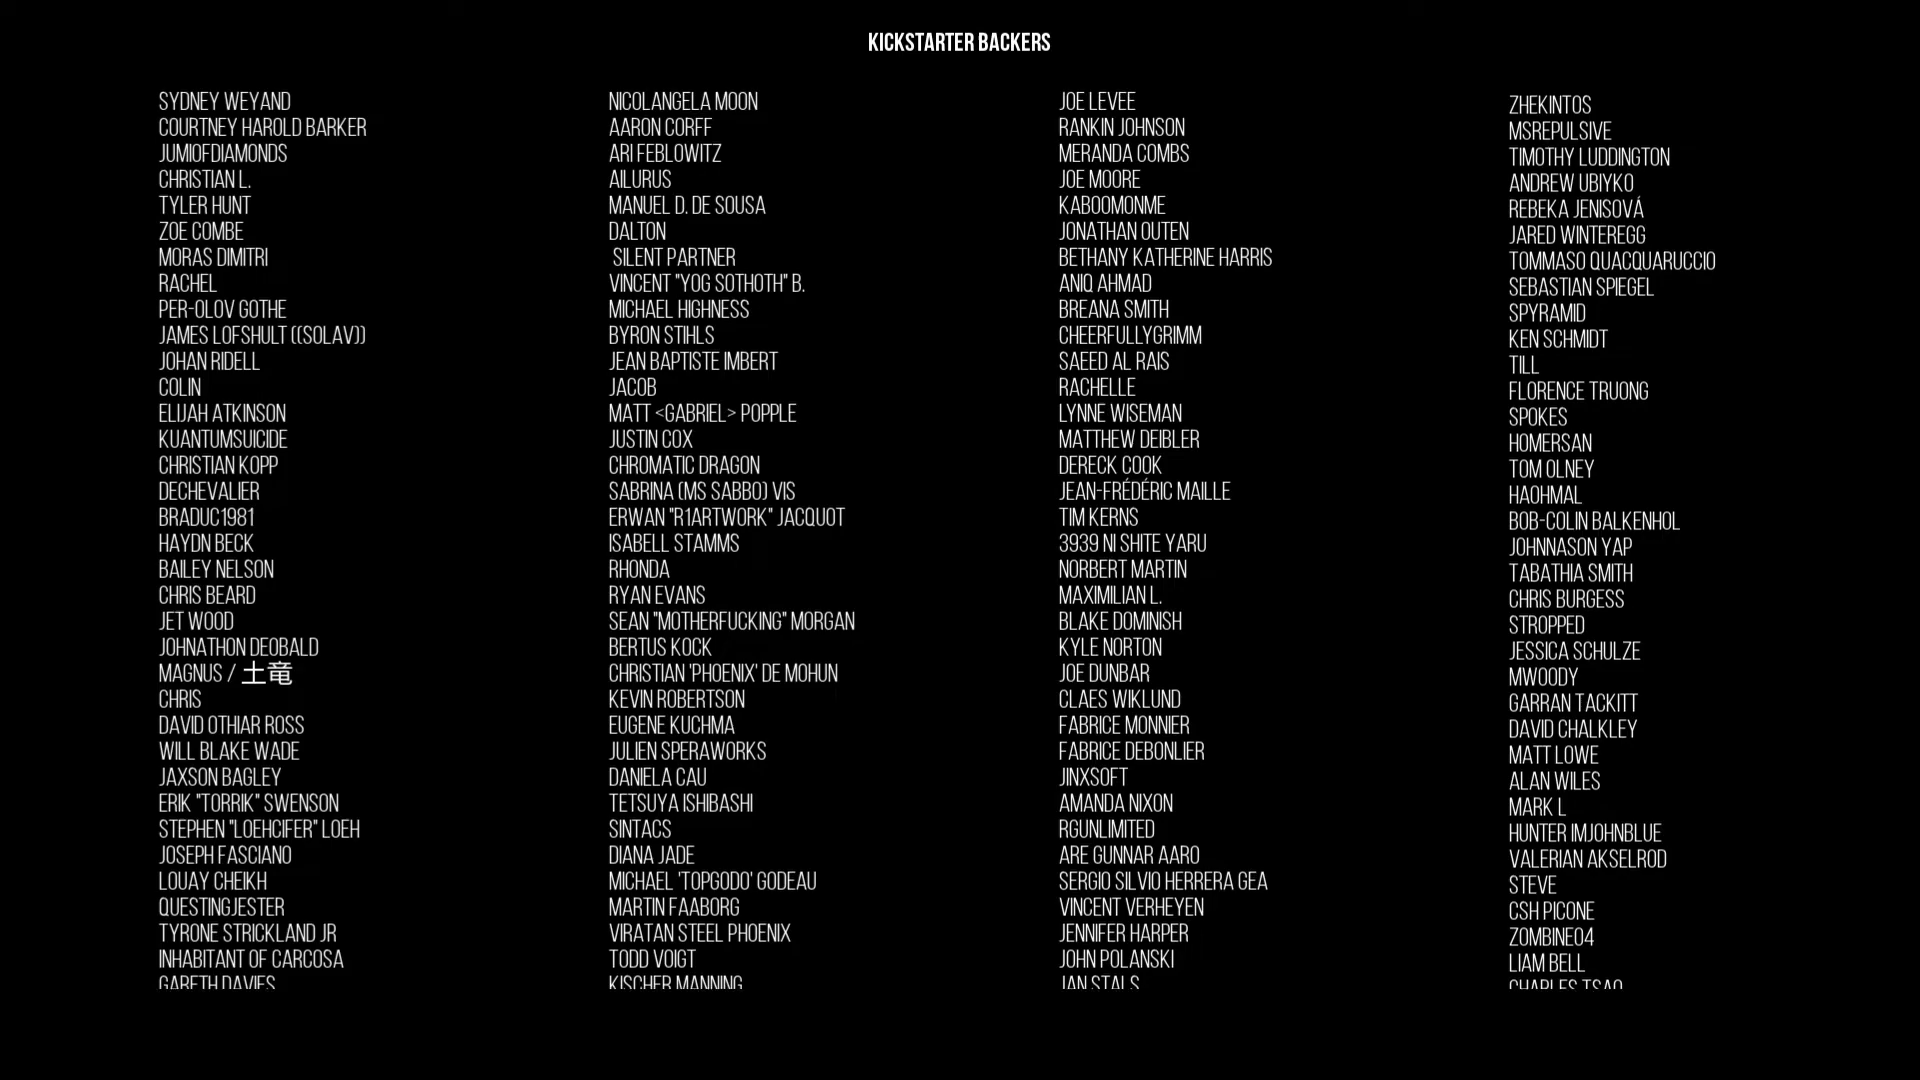 KICKSTARTER BACKERS
SYDNEY WEYAND
COURTNEY HAROLD BARKER
JUMIOFDIAMONDS
CHRISTIAN L.
TYLER HUNT
ZOE COMBE
MORAS DIMITRI
RACHEL
PER-OLOV GOTHE
JAMES LOFSHULT ((SOLAV))
JOHAN RIDELL
COLIN
ELIJAH ATKINSON
KUANTUMSUICIDE
CHRISTIAN KOPP
DECHEVALIER
BRADUC1981
HAYDN BECK
BAILEY NELSON
CHRIS BEARD
JET WOOD
JOHNATHON DEOBALD
MAGNUS / 土竜
CHRIS
DAVID OTHIAR ROSS
WILL BLAKE WADE
JAXSON BAGLEY
ERIK "TORRIK" SWENSON
STEPHEN "LOEHCIFER" LOEH
JOSEPH FASCIANO
LOUAY CHEIKH
QUESTINGJESTER
TYRONE STRICKLAND JR
INHABITANT OF CARCOSA
GARETH DAVIES
NICOLANGELA MOON
AARON CORFF
ARI FEBLOWITZ
AILURUS
MANUEL D. DE SOUSA
DALTON
SILENT PARTNER
VINCENT "YOG SOTHOTH" B.
MICHAEL HIGHNESS
BYRON STIHLS
JEAN BAPTISTE IMBERT
JACOB
MATT <GABRIEL> POPPLE
JUSTIN COX
CHROMATIC DRAGON
SABRINA (MS SABBO) VIS
ERWAN "R1ARTWORK" JACQUOT
ISABELL STAMMS
RHONDA
RYAN EVANS
SEAN "MOTHERFUCKING" MORGAN
BERTUS KOCK
CHRISTIAN 'PHOENIX' DE MOHUN
KEVIN ROBERTSON
EUGENE KUCHMA
JULIEN SPERAWORKS
DANIELA CAU
TETSUYA ISHIBASHI
SINTACS
DIANA JADE
MICHAEL 'TOPGODO' GODEAU
MARTIN FAABORG
VIRATAN STEEL PHOENIX
TODD VOIGT
KISCHER MANNING
JOE LEVEE
RANKIN JOHNSON
MERANDA COMBS
JOE MOORE
KABOOMONME
JONATHAN OUTEN
BETHANY KATHERINE HARRIS
ANIQ AHMAD
BREANA SMITH
CHEERFULLYGRIMM
SAEED AL RAIS
RACHELLE
LYNNE WISEMAN
MATTHEW DEIBLER
DERECK COOK
JEAN-FRÉDÉRIC MAILLE
TIM KERNS
3939 NI SHITE YARU
NORBERT MARTIN
MAXIMILIAN L.
BLAKE DOMINISH
KYLE NORTON
JOE DUNBAR
CLAES WIKLUND
FABRICE MONNIER
FABRICE DEBONLIER
JINXSOFT
AMANDA NIXON
RGUNLIMITED
ARE GUNNAR AARO
SERGIO SILVIO HERRERA GEA
VINCENT VERHEYEN
JENNIFER HARPER
JOHN POLANSKI
JAN STALS
ZHEKINTOS
MSREPULSIVE
TIMOTHY LUDDINGTON
ANDREW UBIYKO
REBEKA JENISOVÁ
JARED WINTEREGG
TOMMASO QUACQUARUCCIO
SEBASTIAN SPIEGEL
SPYRAMID
KEN SCHMIDT
TILL
FLORENCE TRUONG
SPOKES
HOMERSAN
TOM OLNEY
HAOHMAL
BOB-COLIN BALKENHOL
JOHNNASON YAP
TABATHIA SMITH
CHRIS BURGESS
STROPPED
JESSICA SCHULZE
MWOODY
GARRAN TACKITT
DAVID CHALKLEY
MATT LOWE
ALAN WILES
MARK L
HUNTER IMJOHNBLUE
VALERIAN AKSELROD
STEVE
CSH PICONE
ZOMBINE04
LIAM BELL
CHARLES TSAO